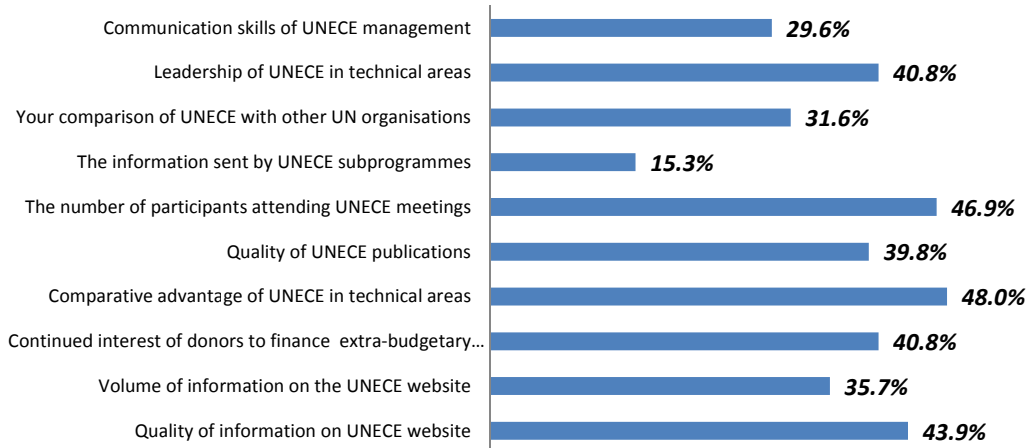 Communication skills of UNECE management 29.6%
Leadership of UNECE in technical areas 40.8%
Your comparison of UNECE with other UN organisations 31.6%
The information sent by UNECE subprogrammes 15.3%
The number of participants attending UNECE meetings 46.9%
Quality of UNECE publications 39.8%
Comparative advantage of UNECE in technical areas 48.0%
Continued interest of donors to finance extra-budgetary… 40.8%
Volume of information on the UNECE website 35.7%
Quality of information on UNECE website 43.9%